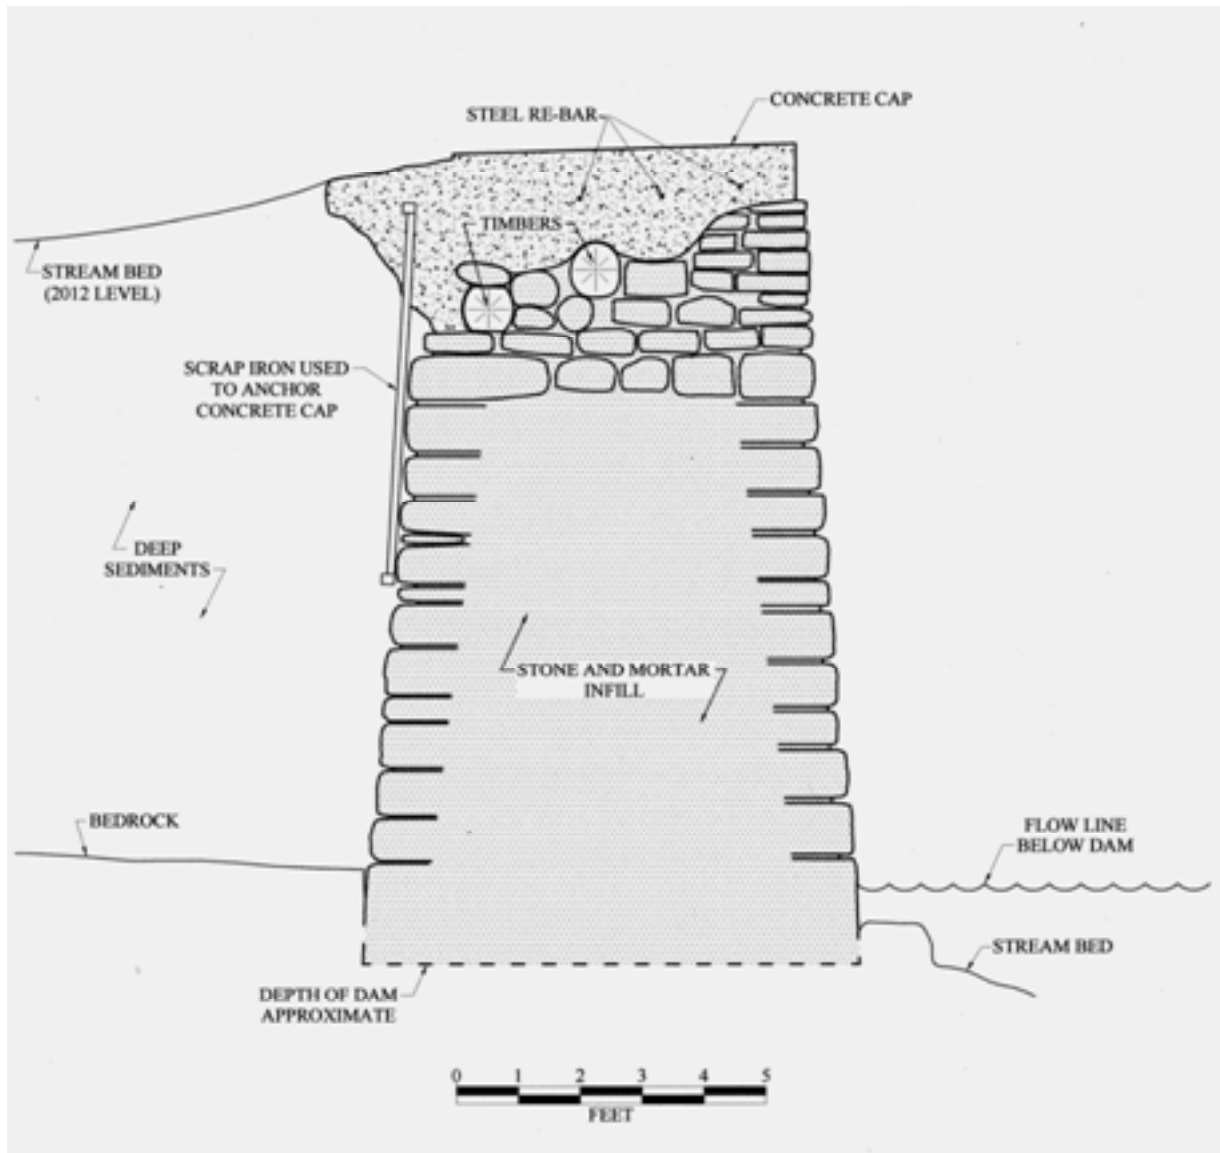 CONCRETE CAP
STEEL RE-BAR
TIMBERS
STREAM BED
(2012 LEVEL)
SCRAP IRON USED
TO ANCHOR
CONCRETE CAP
DEEP
SEDIMENTS
STONE AND MORTAR
INFILL
BEDROCK
FLOW LINE
BELOW DAM
STREAM BED
DEPTH OF DAM
APPROXIMATE
0 1 2 3 4 5
FEET